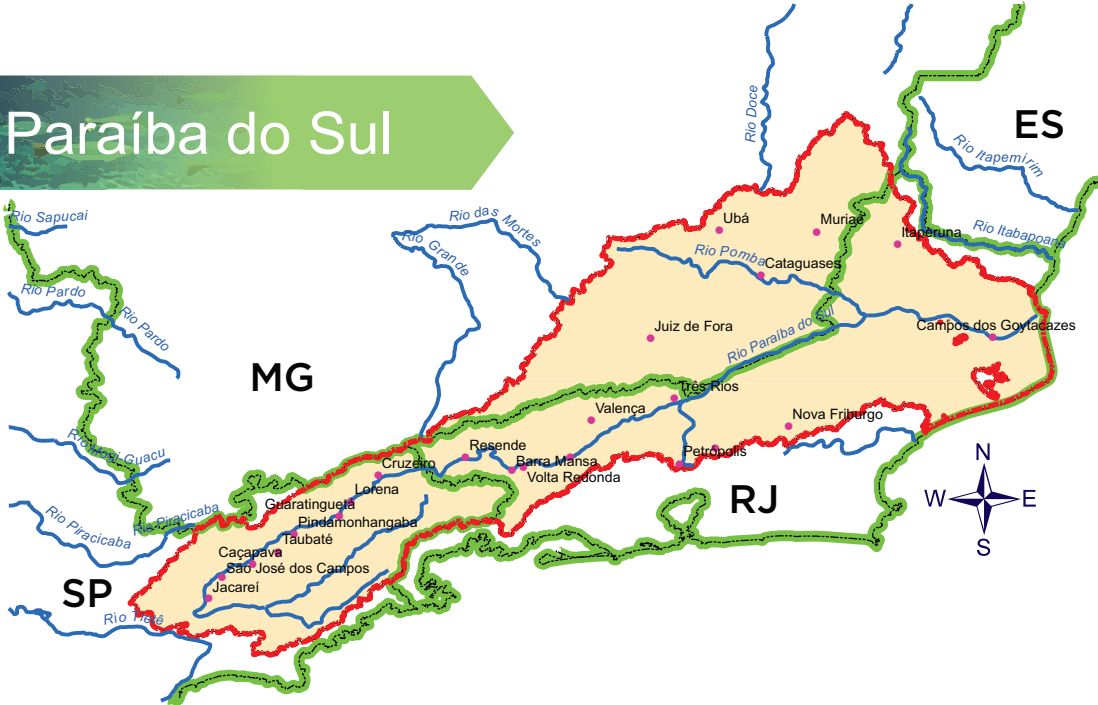 Paraíba do Sul
ES
Rio Doce
Rio Itapemirim
Rio Sapucai
Rio das Mortes
Rio Grande
Ubá
Muriaé
Itaperuna
Rio Itabapoana
Rio Pomba
Cataguases
Rio Pardo
Rio Pardo
Juiz de Fora
Rio Paraíba do Sul
Campos dos Goytacazes
MG
Três Rios
Valença
Nova Friburgo
Rio Mogi-Guacu
Resende
Petrópolis
Barra Mansa
Cruzeiro
Volta Redonda
Lorena
Guaratinguetá
Pindamonhangaba
RJ
N
W
E
S
Rio Piracicaba
Rio Piracicaba
Taubaté
Caçapava
São José dos Campos
Jacareí
SP
Rio Tietê